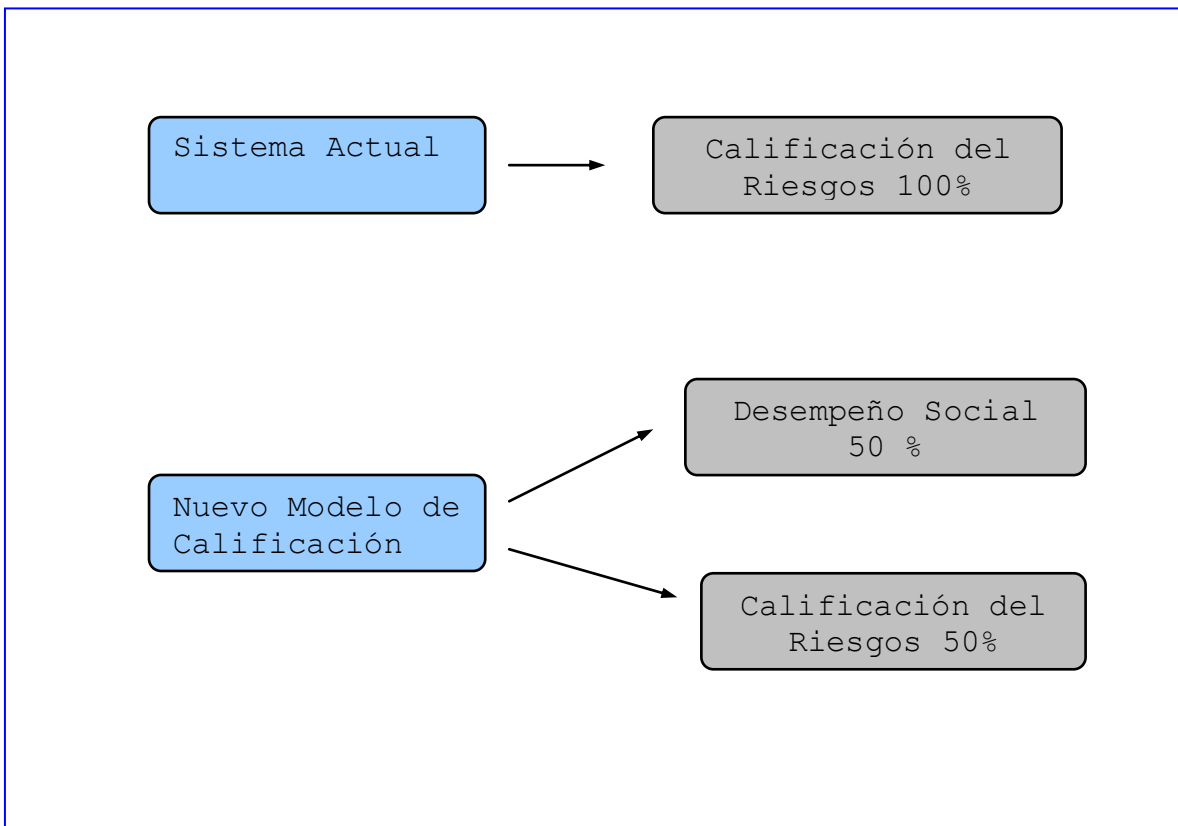 Sistema Actual
Calificación del
Riesgos 100%
Desempeño Social
50 %
Nuevo Modelo de
Calificación
Calificación del
Riesgos 50%